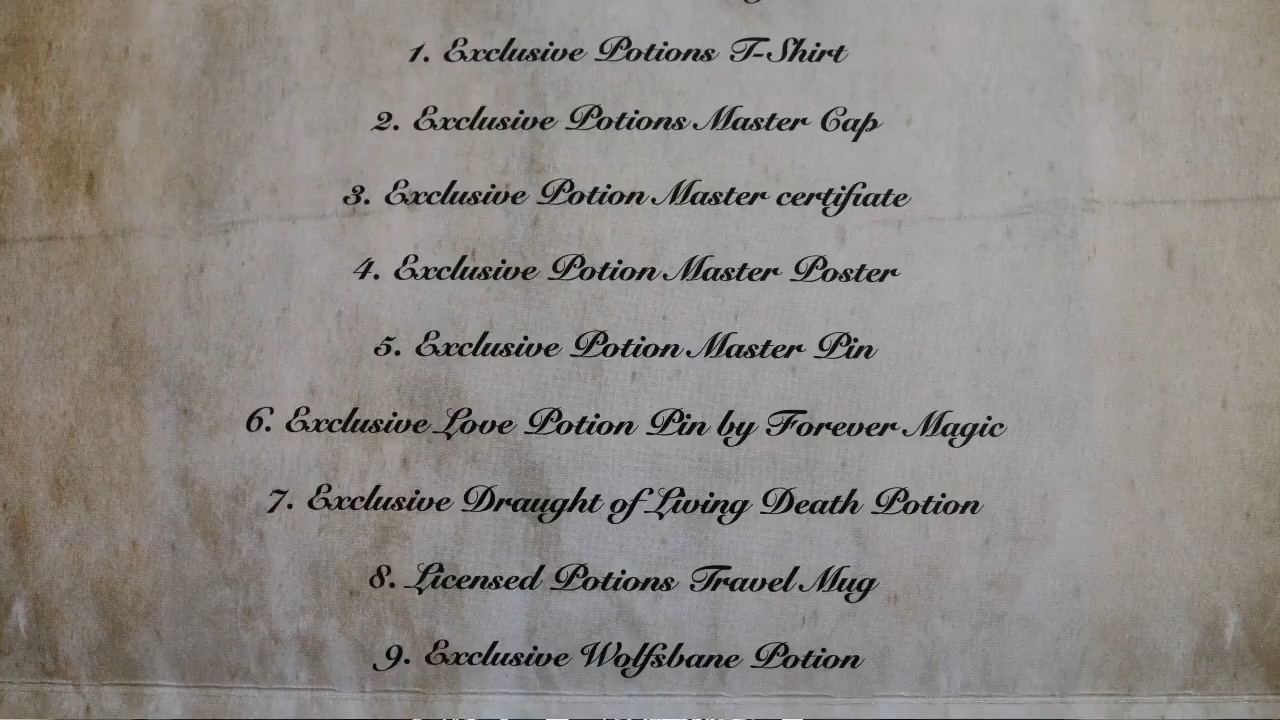 1. Exclusive Potions T-Shirt
2. Exclusive Potions Master Cap
3. Exclusive Potion Master certifiate
4. Exclusive Potion Master Poster
5. Exclusive Potion Master Pin
6. Exclusive Love Potion Pin by Forever Magic
7. Exclusive Draught of Living Death Potion
8. Licensed Potions Travel Mug
9. Exclusive Wolfsbane Potion